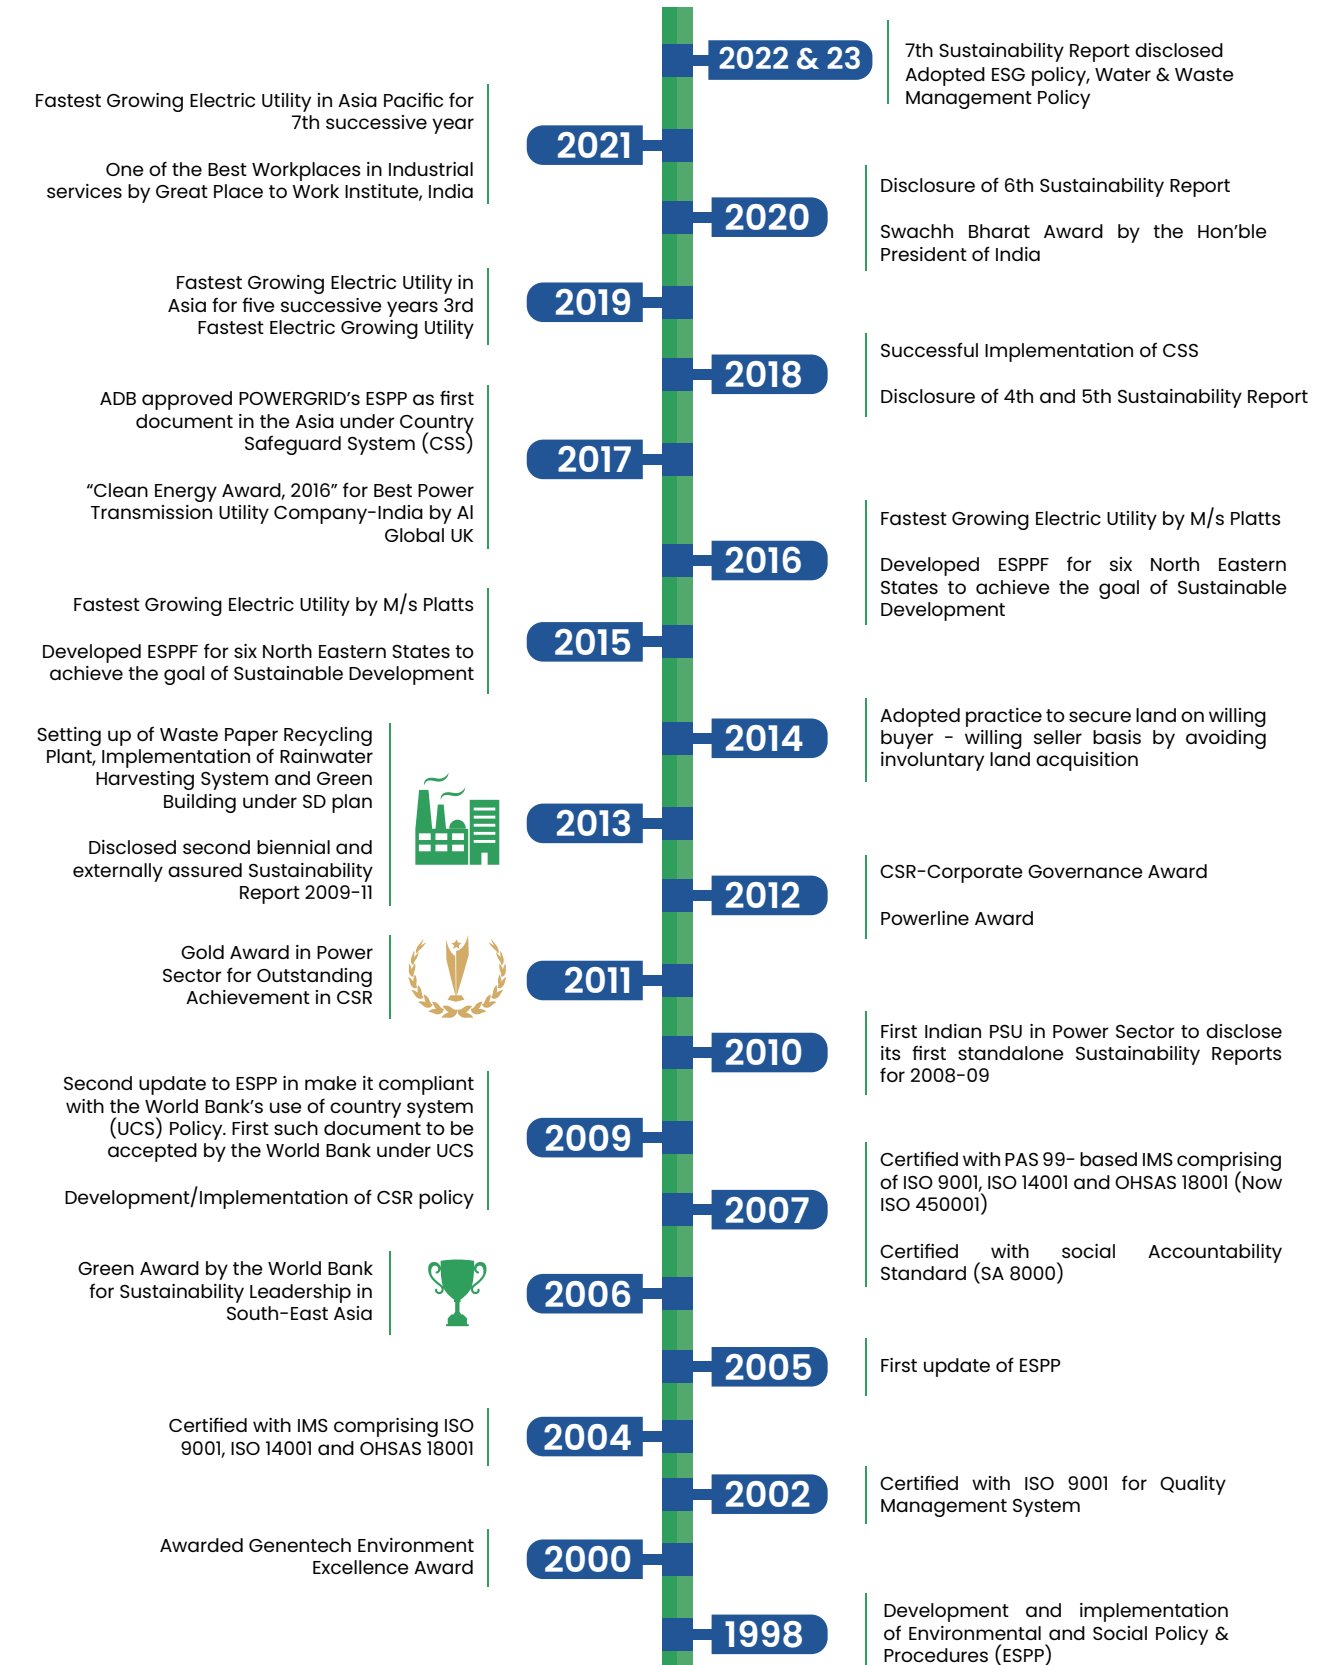 2022 & 23
7th Sustainability Report disclosed
Adopted ESG policy, Water & Waste
Management Policy
Fastest Growing Electric Utility in Asia Pacific for
7th successive year
One of the Best Workplaces in Industrial
services by Great Place to Work Institute, India
2021
2020
Disclosure of 6th Sustainability Report
Swachh Bharat Award by the Hon'ble
President of India
Fastest Growing Electric Utility in
Asia for five successive years 3rd
Fastest Electric Growing Utility
2019
2018
Successful Implementation of CSS
Disclosure of 4th and 5th Sustainability Report
ADB approved POWERGRID's ESPP as first
document in the Asia under Country
Safeguard System (CSS)
"Clean Energy Award, 2016" for Best Power
Transmission Utility Company-India by Al
Global UK
2017
2016
Fastest Growing Electric Utility by M/s Platts
Developed ESPPF for six North Eastern
States to achieve the goal of Sustainable
Development
Fastest Growing Electric Utility by M/s Platts
Developed ESPPF for six North Eastern States to
achieve the goal of Sustainable Development
2015
2014
Adopted practice to secure land on willing
buyer - willing seller basis by avoiding
involuntary land acquisition
Setting up of Waste Paper Recycling
Plant, Implementation of Rainwater
Harvesting System and Green
Building under SD plan
Disclosed second biennial and
externally assured Sustainability
Report 2009-11
2013
2012
CSR-Corporate Governance Award
Powerline Award
Gold Award in Power
Sector for Outstanding
Achievement in CSR
2011
2010
First Indian PSU in Power Sector to disclose
its first standalone Sustainability Reports
for 2008-09
Second update to ESPP in make it compliant
with the World Bank's use of country system
(UCS) Policy. First such document to be
accepted by the World Bank under UCS
Development/Implementation of CSR policy
2009
2007
Certified with PAS 99- based IMS comprising
of ISO 9001, ISO 14001 and OHSAS 18001 (Now
ISO 450001)
Certified with social Accountability
Standard (SA 8000)
Green Award by the World Bank
for Sustainability Leadership in
South-East Asia
2006
2005
First update of ESPP
Certified with IMS comprising ISO
9001, ISO 14001 and OHSAS 18001
2004
2002
Certified with ISO 9001 for Quality
Management System
Awarded Genentech Environment
Excellence Award
2000
1998
Development and implementation
of Environmental and Social Policy &
Procedures (ESPP)